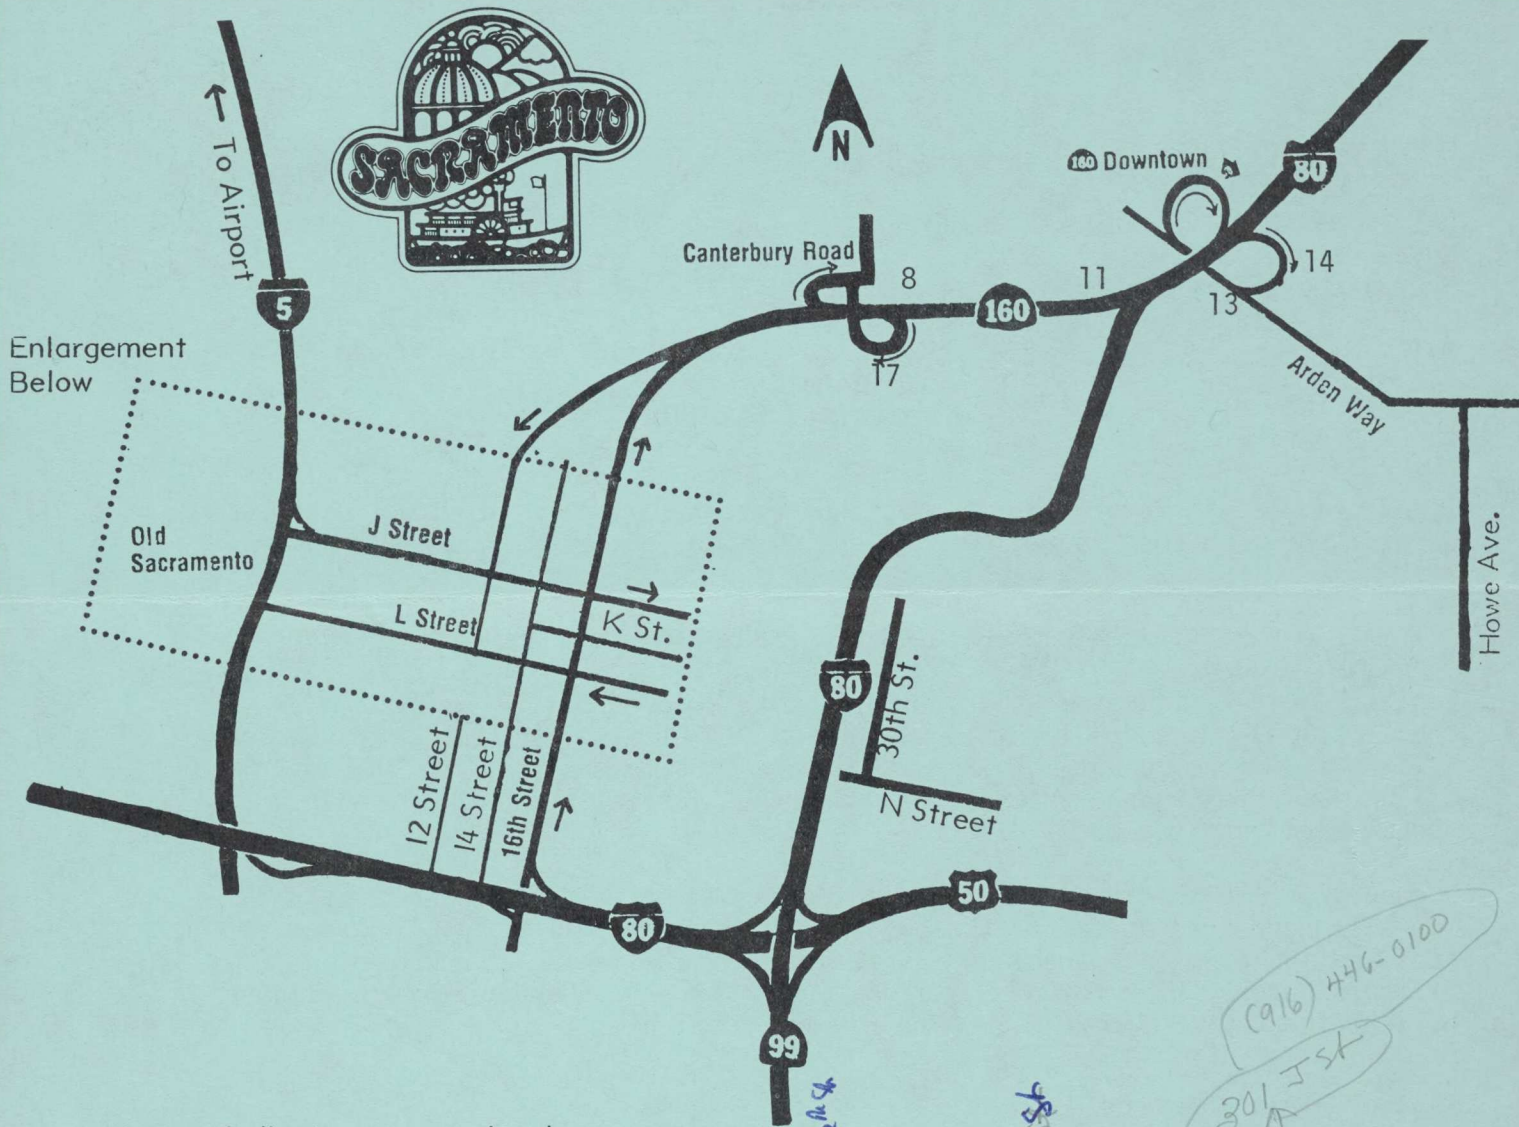 SACRAMENTO
To Airport
5
Enlargement
Below
N
160 Downtown
80
Canterbury Road
8
160
11
13
14
17
Arden Way
Howe Ave.
Old
Sacramento
J Street
L Street
K St.
80
30th St.
N Street
12 Street
14 Street
16th Street
80
50
99
(916) 446-0100
301 J St